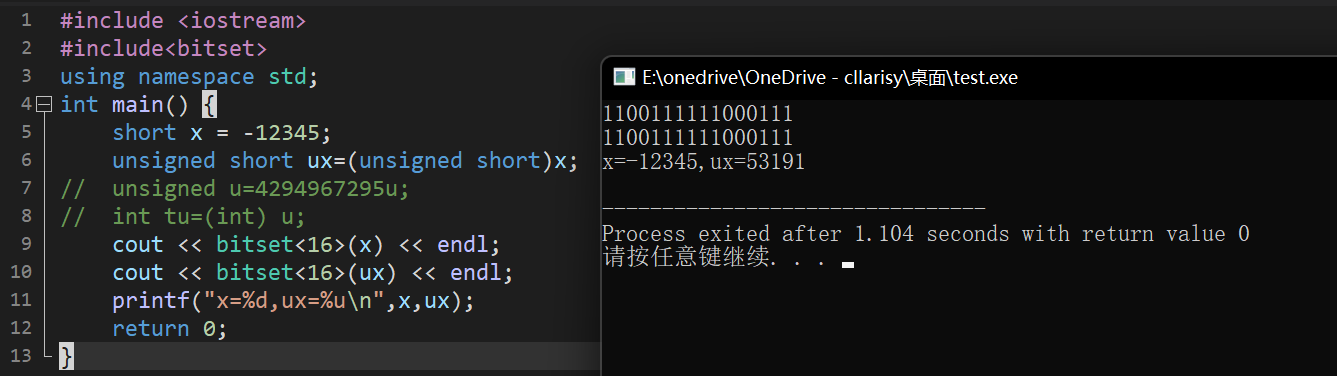 1 #include <iostream>
2 #include<bitset>
3 using namespace std;
4 int main() {
5 short x = -12345;
6 unsigned short ux=(unsigned short)x;
7 // unsigned u=4294967295u;
8 // int tu=(int) u;
9 cout << bitset<16>(x) << endl;
10 cout << bitset<16>(ux) << endl;
11 printf("x=%d,ux=%u\n",x,ux);
12 return 0;
13 }
E:\onedrive\OneDrive - cllarisy\桌面\test.exe
1100111111000111
1100111111000111
x=-12345,ux=53191
--------------------------------
Process exited after 1.104 seconds with return value 0
请按任意键继续. . .